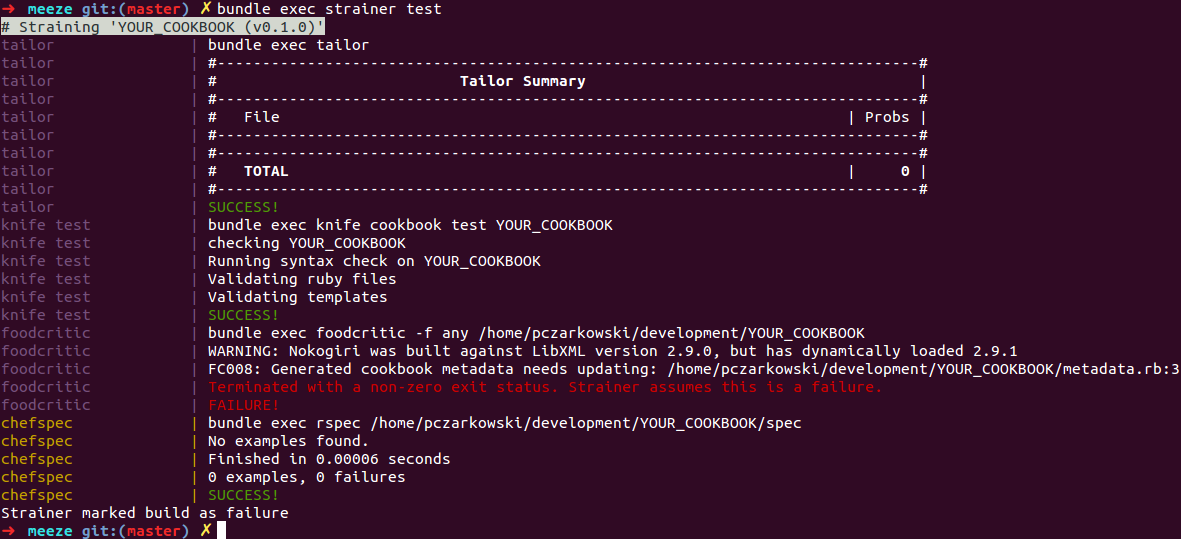 ➜ meeze git:(master) ✗ bundle exec strainer test
# Straining 'YOUR_COOKBOOK (v0.1.0)'
tailor | bundle exec tailor
tailor | #------------------------------------------------------------------------------#
tailor | # Tailor Summary |
tailor | #------------------------------------------------------------------------------#
tailor | # File | Probs |
tailor | #------------------------------------------------------------------------------#
tailor | #------------------------------------------------------------------------------#
tailor | # TOTAL | 0 |
tailor | #------------------------------------------------------------------------------#
tailor | SUCCESS!
knife test | bundle exec knife cookbook test YOUR_COOKBOOK
knife test | checking YOUR_COOKBOOK
knife test | Running syntax check on YOUR_COOKBOOK
knife test | Validating ruby files
knife test | Validating templates
knife test | SUCCESS!
foodcritic | bundle exec foodcritic -f any /home/pczarkowski/development/YOUR_COOKBOOK
foodcritic | WARNING: Nokogiri was built against LibXML version 2.9.0, but has dynamically loaded 2.9.1
foodcritic | FC008: Generated cookbook metadata needs updating: /home/pczarkowski/development/YOUR_COOKBOOK/metadata.rb:3
foodcritic | Terminated with a non-zero exit status. Strainer assumes this is a failure.
foodcritic | FAILURE!
chefspec | bundle exec rspec /home/pczarkowski/development/YOUR_COOKBOOK/spec
chefspec | No examples found.
chefspec | Finished in 0.00006 seconds
chefspec | 0 examples, 0 failures
chefspec | SUCCESS!
Strainer marked build as failure
➜ meeze git:(master) ✗